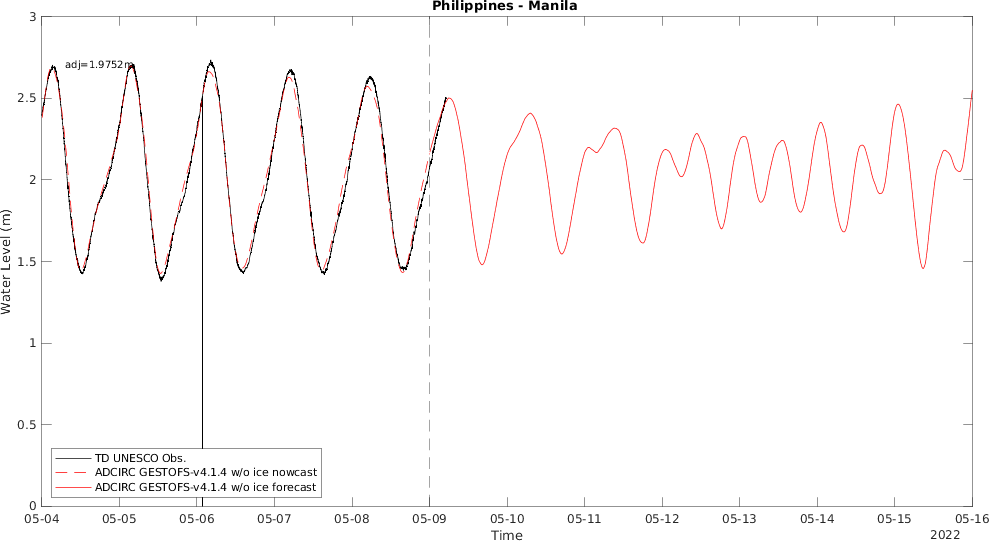 Philippines - Manila
3
adj=1.9752m
2.5
2
1.5
1
0.5
0
Water Level (m)
TD UNESCO Obs.
ADCIRC GESTOFS-v4.1.4 w/o ice nowcast
ADCIRC GESTOFS-v4.1.4 w/o ice forecast
05-04 05-05 05-06 05-07 05-08 05-09 05-10 05-11 05-12 05-13 05-14 05-15 05-16
Time
2022